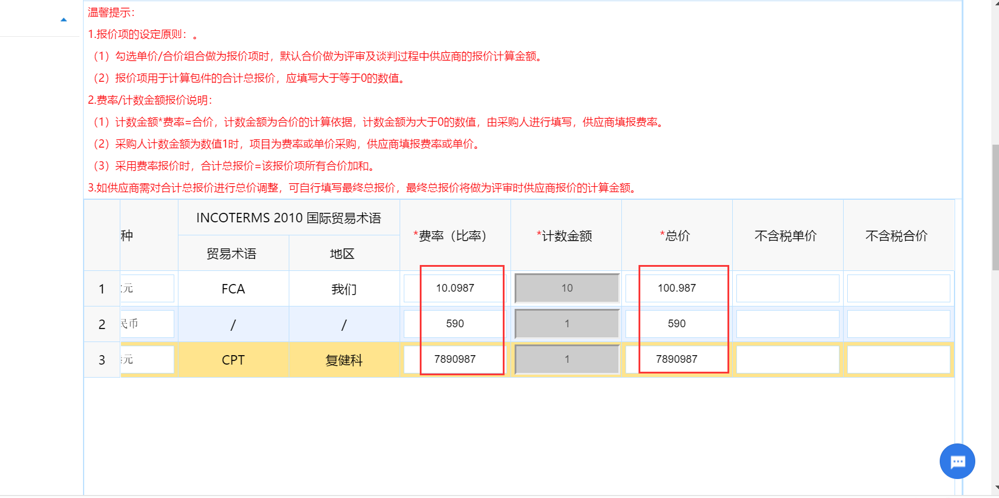 温馨提示：
1.报价项的设定原则：。
（1）勾选单价/合价组合做为报价项时，默认合价做为评审及谈判过程中供应商的报价计算金额。
（2）报价项用于计算包件的合计总报价，应填写大于等于0的数值。
2.费率/计数金额报价说明：
（1）计数金额*费率=合价，计数金额为合价的计算依据，计数金额为大于0的数值，由采购人进行填写，供应商填报费率。
（2）采购人计数金额为数值1时，项目为费率或单价采购，供应商填报费率或单价。
（3）采用费率报价时，合计总报价=该报价项所有合价加和。
3.如供应商需对合计总报价进行总价调整，可自行填写最终总报价，最终总报价将做为评审时供应商报价的计算金额。
种 INCOTERMS 2010 国际贸易术语 *费率（比率） *计数金额 *总价 不含税单价 不含税合价
贸易术语 地区
1 元 FCA 我们 10.0987 10 100.987
2 民币 / / 590 1 590
3 元 CPT 复健科 7890987 1 7890987